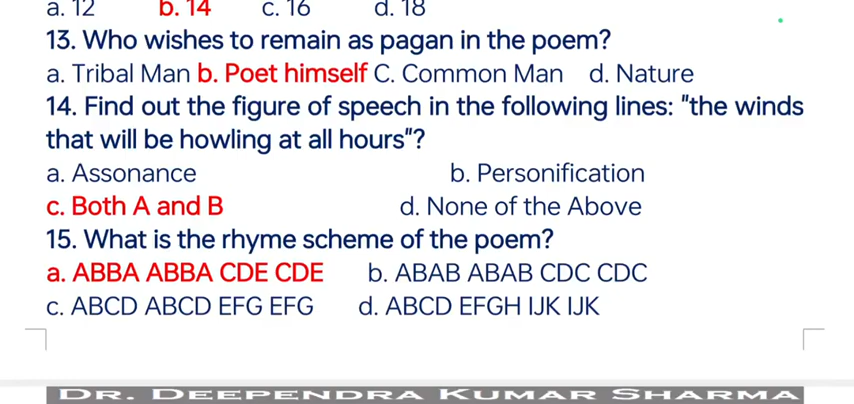 a. 12 b. 14 c. 16 d. 18
13. Who wishes to remain as pagan in the poem?
a. Tribal Man b. Poet himself C. Common Man d. Nature
14. Find out the figure of speech in the following lines: "the winds
that will be howling at all hours"?
a. Assonance b. Personification
c. Both A and B d. None of the Above
15. What is the rhyme scheme of the poem?
a. ABBA ABBA CDE CDE b. ABAB ABAB CDC CDC
c. ABCD ABCD EFG EFG d. ABCD EFGH IJK IJK
DR. DEEPENDRA KUMAR SHARMA